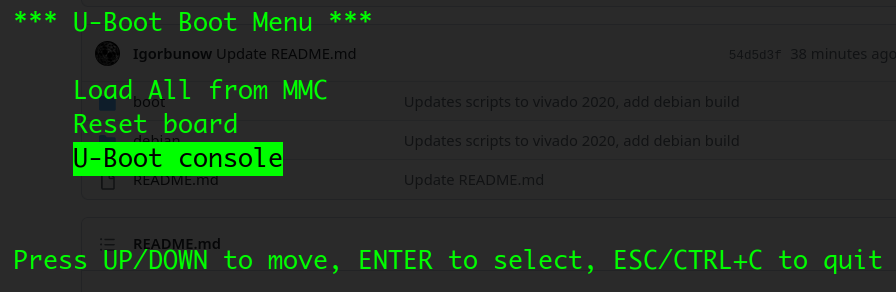 *** U-Boot Boot Menu ***
Igorbunow Update README.md 54d5d3f 38 minutes ago
Load All from MMC
boot Updates scripts to vivado 2020, add debian build
Reset board
debian Updates scripts to vivado 2020, add debian build
U-Boot console
README.md Update README.md
README.md
Press UP/DOWN to move, ENTER to select, ESC/CTRL+C to quit